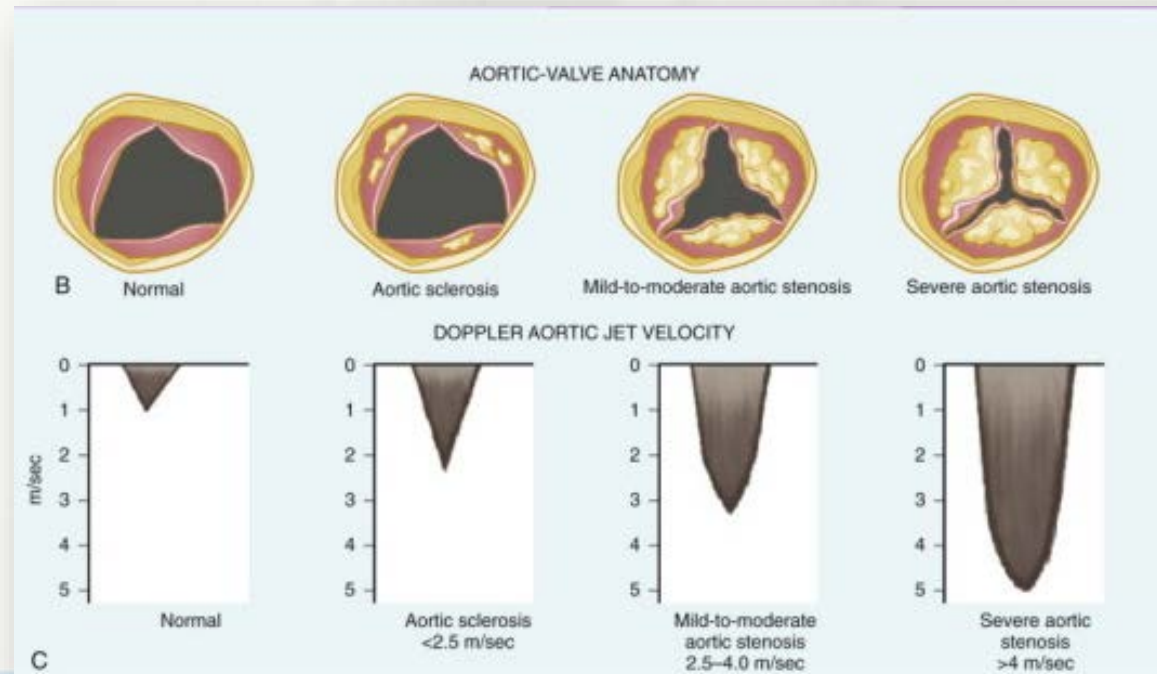 AORTIC-VALVE ANATOMY
B
Normal
Aortic sclerosis
Mild-to-moderate aortic stenosis
Severe aortic stenosis
DOPPLER AORTIC JET VELOCITY
m/sec
0
1
2
3
4
5
0
1
2
3
4
5
0
1
2
3
4
5
0
1
2
3
4
5
Normal
Aortic sclerosis
<2.5 m/sec
Mild-to-moderate
aortic stenosis
2.5–4.0 m/sec
Severe aortic
stenosis
>4 m/sec
C